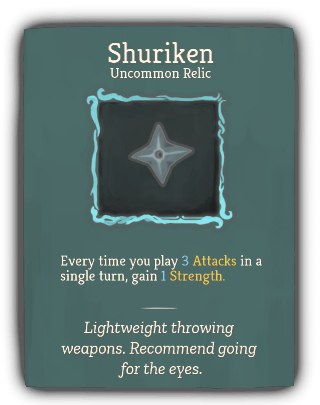 Shuriken
Uncommon Relic
Every time you play 3 Attacks in a
single turn, gain 1 Strength.
Lightweight throwing
weapons. Recommend going
for the eyes.